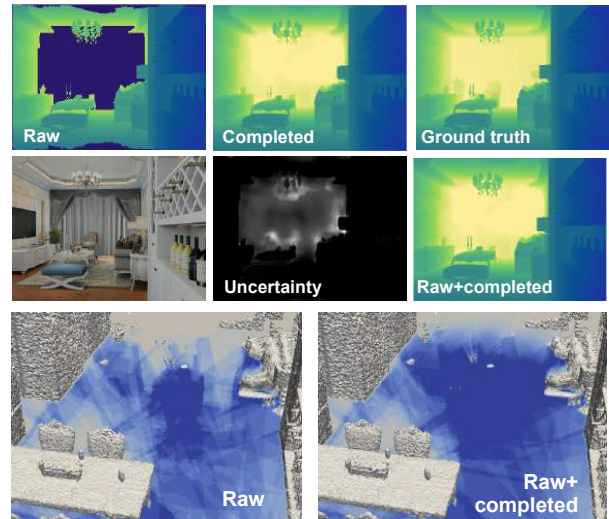 Raw
Completed
Ground truth
Uncertainty
Raw+completed
Raw
Raw+
completed